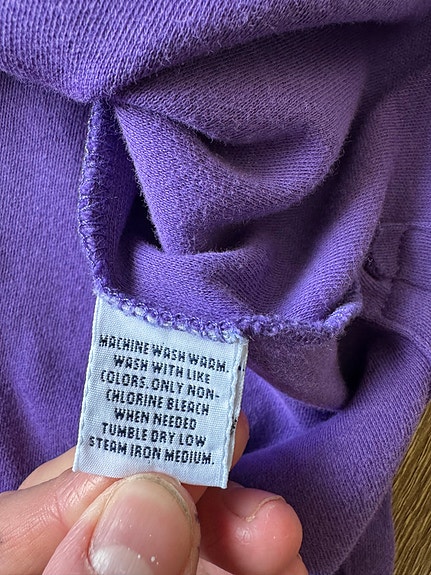 MACHINE WASH WARM.
WASH WITH LIKE
COLORS. ONLY NON-
CHLORINE BLEACH
WHEN NEEDED
TUMBLE DRY LOW
STEAM IRON MEDIUM.